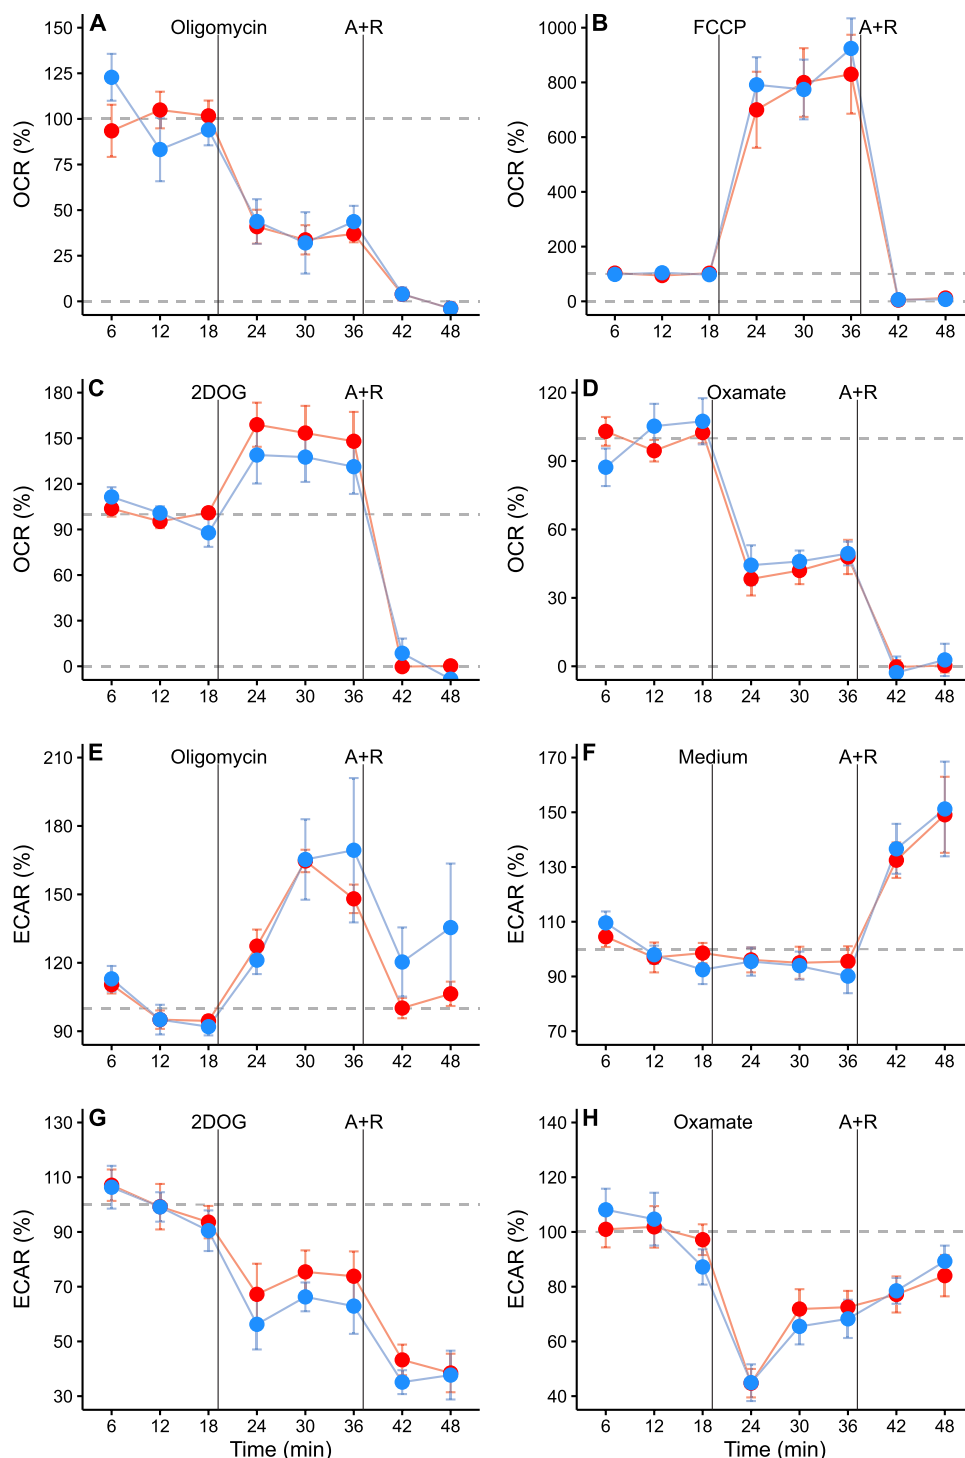 A Oligomycin A+R
OCR (%)
150
125
100
75
50
25
0
6 12 18 24 30 36 42 48
B FCCP A+R
OCR (%)
1000
800
600
400
200
0
6 12 18 24 30 36 42 48
C 2DOG A+R
OCR (%)
180
150
120
90
60
30
0
6 12 18 24 30 36 42 48
D Oxamate A+R
OCR (%)
120
90
60
30
0
6 12 18 24 30 36 42 48
E Oligomycin A+R
ECAR (%)
210
180
150
120
90
6 12 18 24 30 36 42 48
F Medium A+R
ECAR (%)
170
150
130
110
90
70
6 12 18 24 30 36 42 48
G 2DOG A+R
ECAR (%)
130
110
90
70
50
30
6 12 18 24 30 36 42 48
Time (min)
H Oxamate A+R
ECAR (%)
140
120
100
80
60
40
6 12 18 24 30 36 42 48
Time (min)